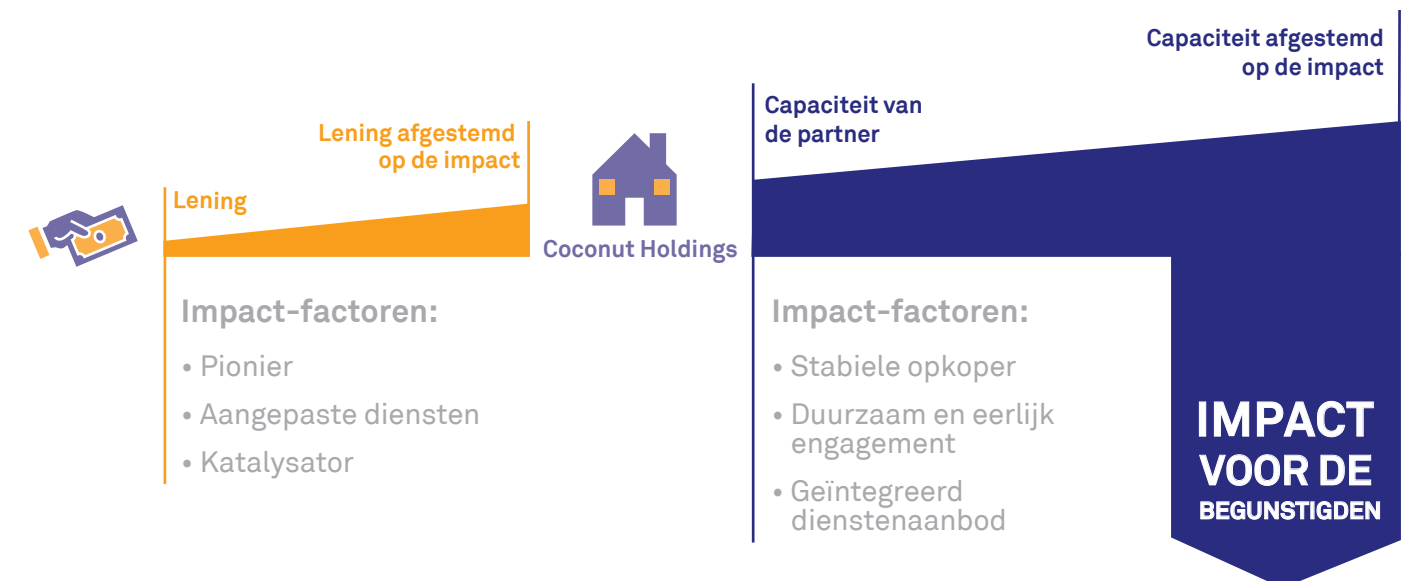 Lening
Lening afgestemd
op de impact
Impact-factoren:
• Pionier
• Aangepaste diensten
• Katalysator
Coconut Holdings
Capaciteit van
de partner
Capaciteit afgestemd
op de impact
Impact-factoren:
• Stabiele opkoper
• Duurzaam en eerlijk
engagement
• Geïntegreerd
dienstenaanbod
IMPACT
VOOR DE
BEGUNSTIGDEN